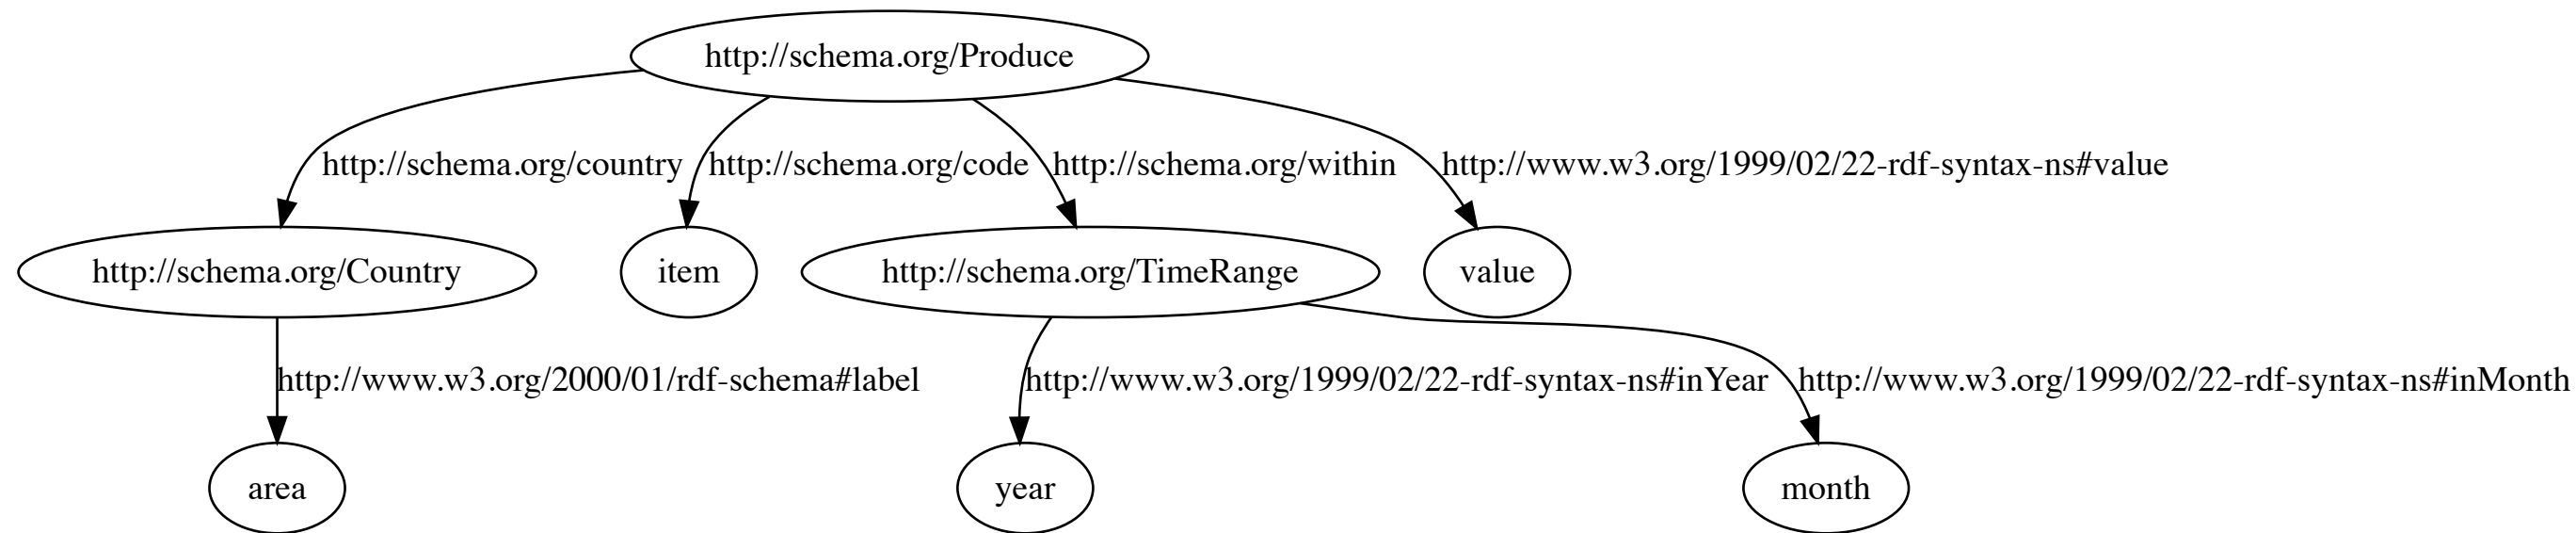 http://schema.org/Produce
http://schema.org/country
http://schema.org/code
http://schema.org/within
http://www.w3.org/1999/02/22-rdf-syntax-ns#value
http://schema.org/Country
item
http://schema.org/TimeRange
value
http://www.w3.org/2000/01/rdf-schema#label
http://www.w3.org/1999/02/22-rdf-syntax-ns#inYear
http://www.w3.org/1999/02/22-rdf-syntax-ns#inMonth
area
year
month